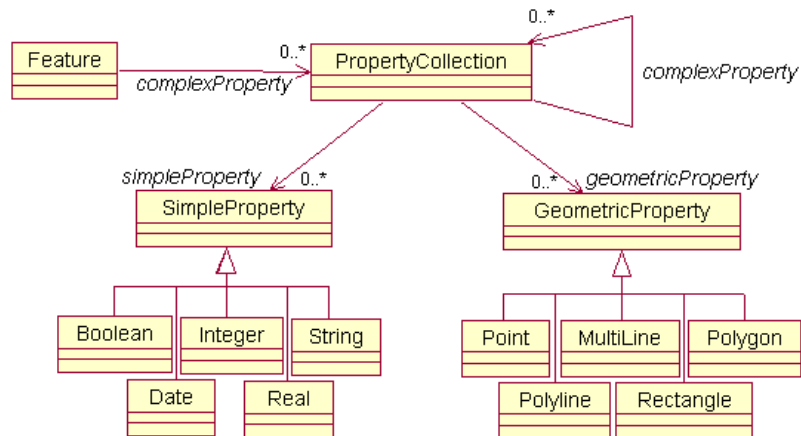 0..*
Feature
0..*
PropertyCollection
complexProperty
complexProperty
simpleProperty
0..*
0..*
geometricProperty
SimpleProperty
GeometricProperty
Boolean
Integer
String
Point
MultiLine
Polygon
Date
Real
Polyline
Rectangle